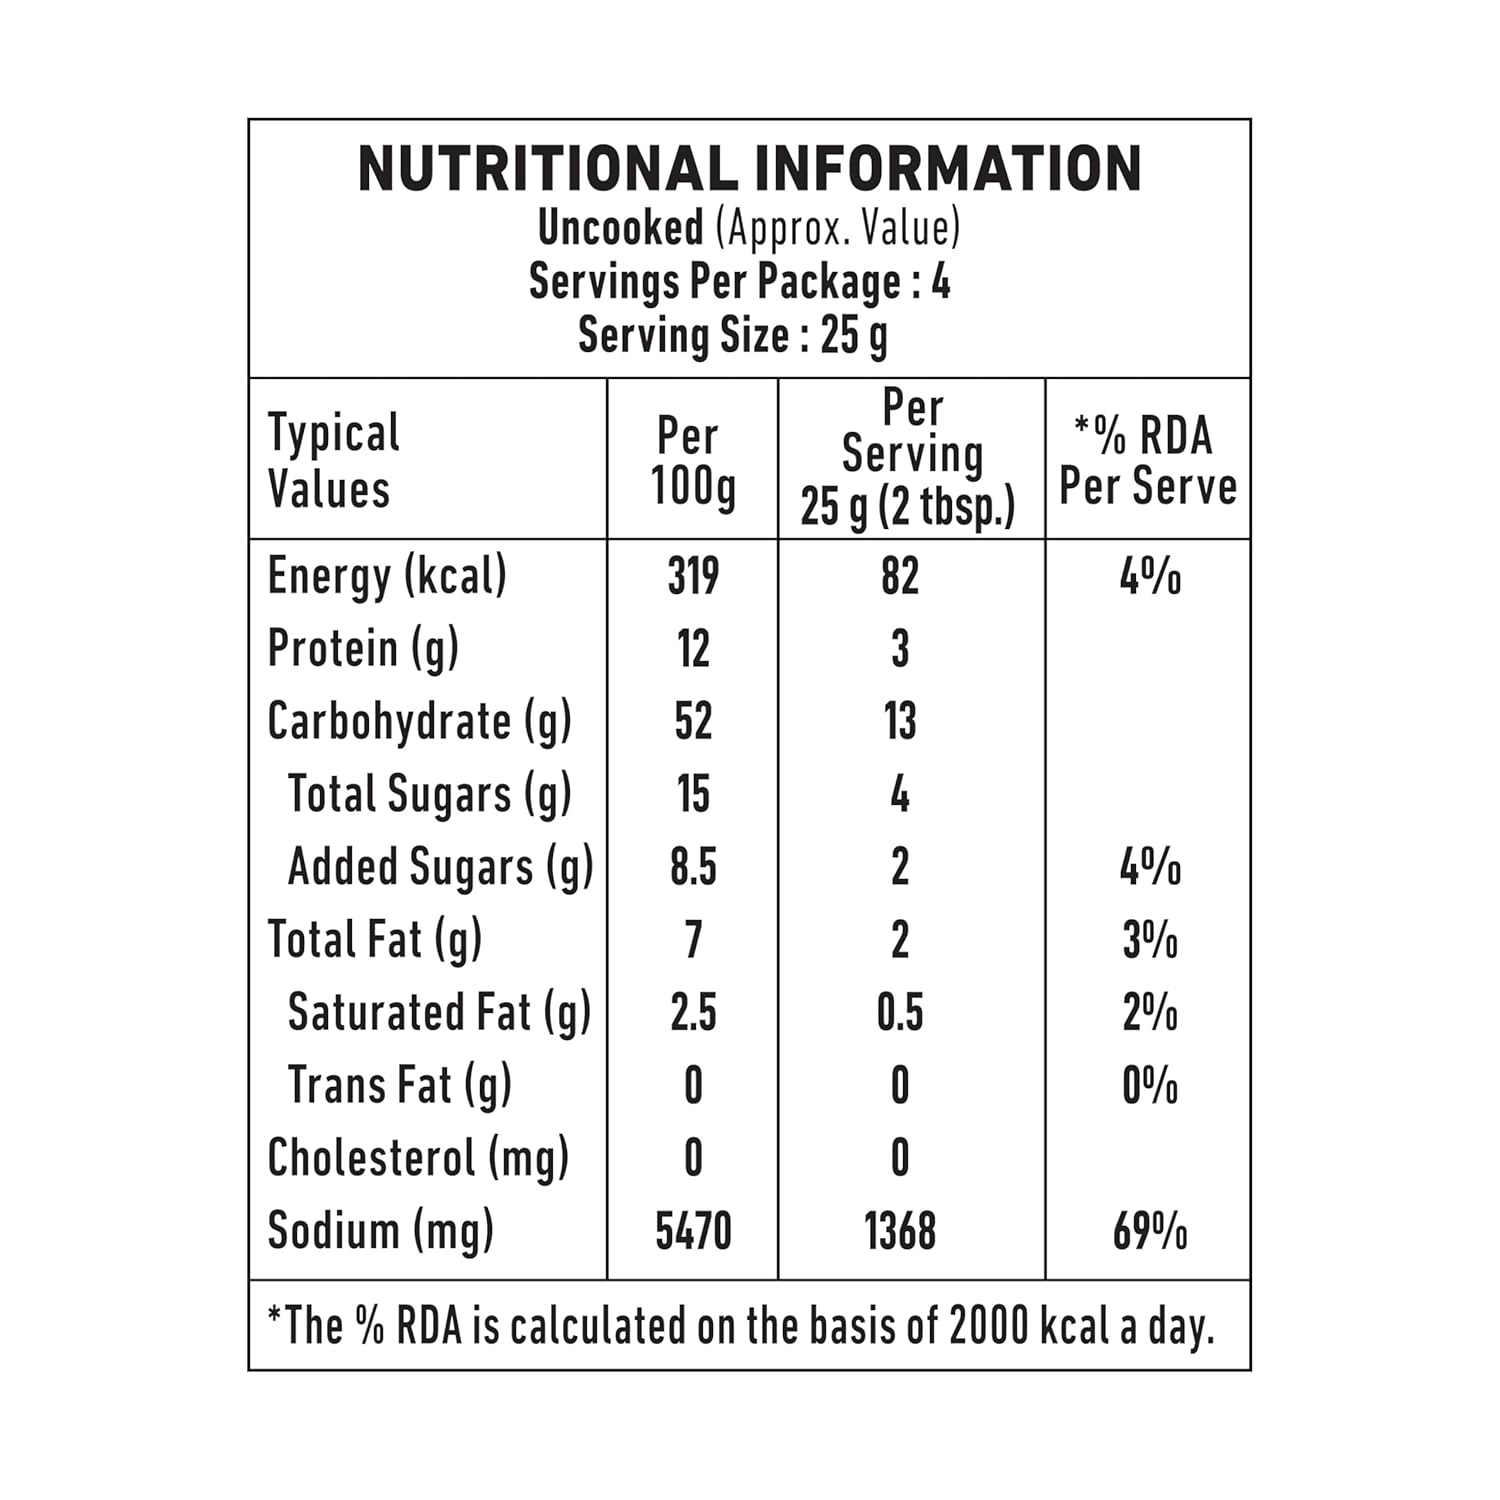 NUTRITIONAL INFORMATION
Uncooked (Approx. Value)
Servings Per Package : 4
Serving Size : 25 g
Typical Values | Per 100g | Per Serving 25 g (2 tbsp.) | *% RDA Per Serve
Energy (kcal) 319 82 4%
Protein (g) 12 3
Carbohydrate (g) 52 13
Total Sugars (g) 15 4
Added Sugars (g) 8.5 2 4%
Total Fat (g) 7 2 3%
Saturated Fat (g) 2.5 0.5 2%
Trans Fat (g) 0 0 0%
Cholesterol (mg) 0 0
Sodium (mg) 5470 1368 69%
*The % RDA is calculated on the basis of 2000 kcal a day.